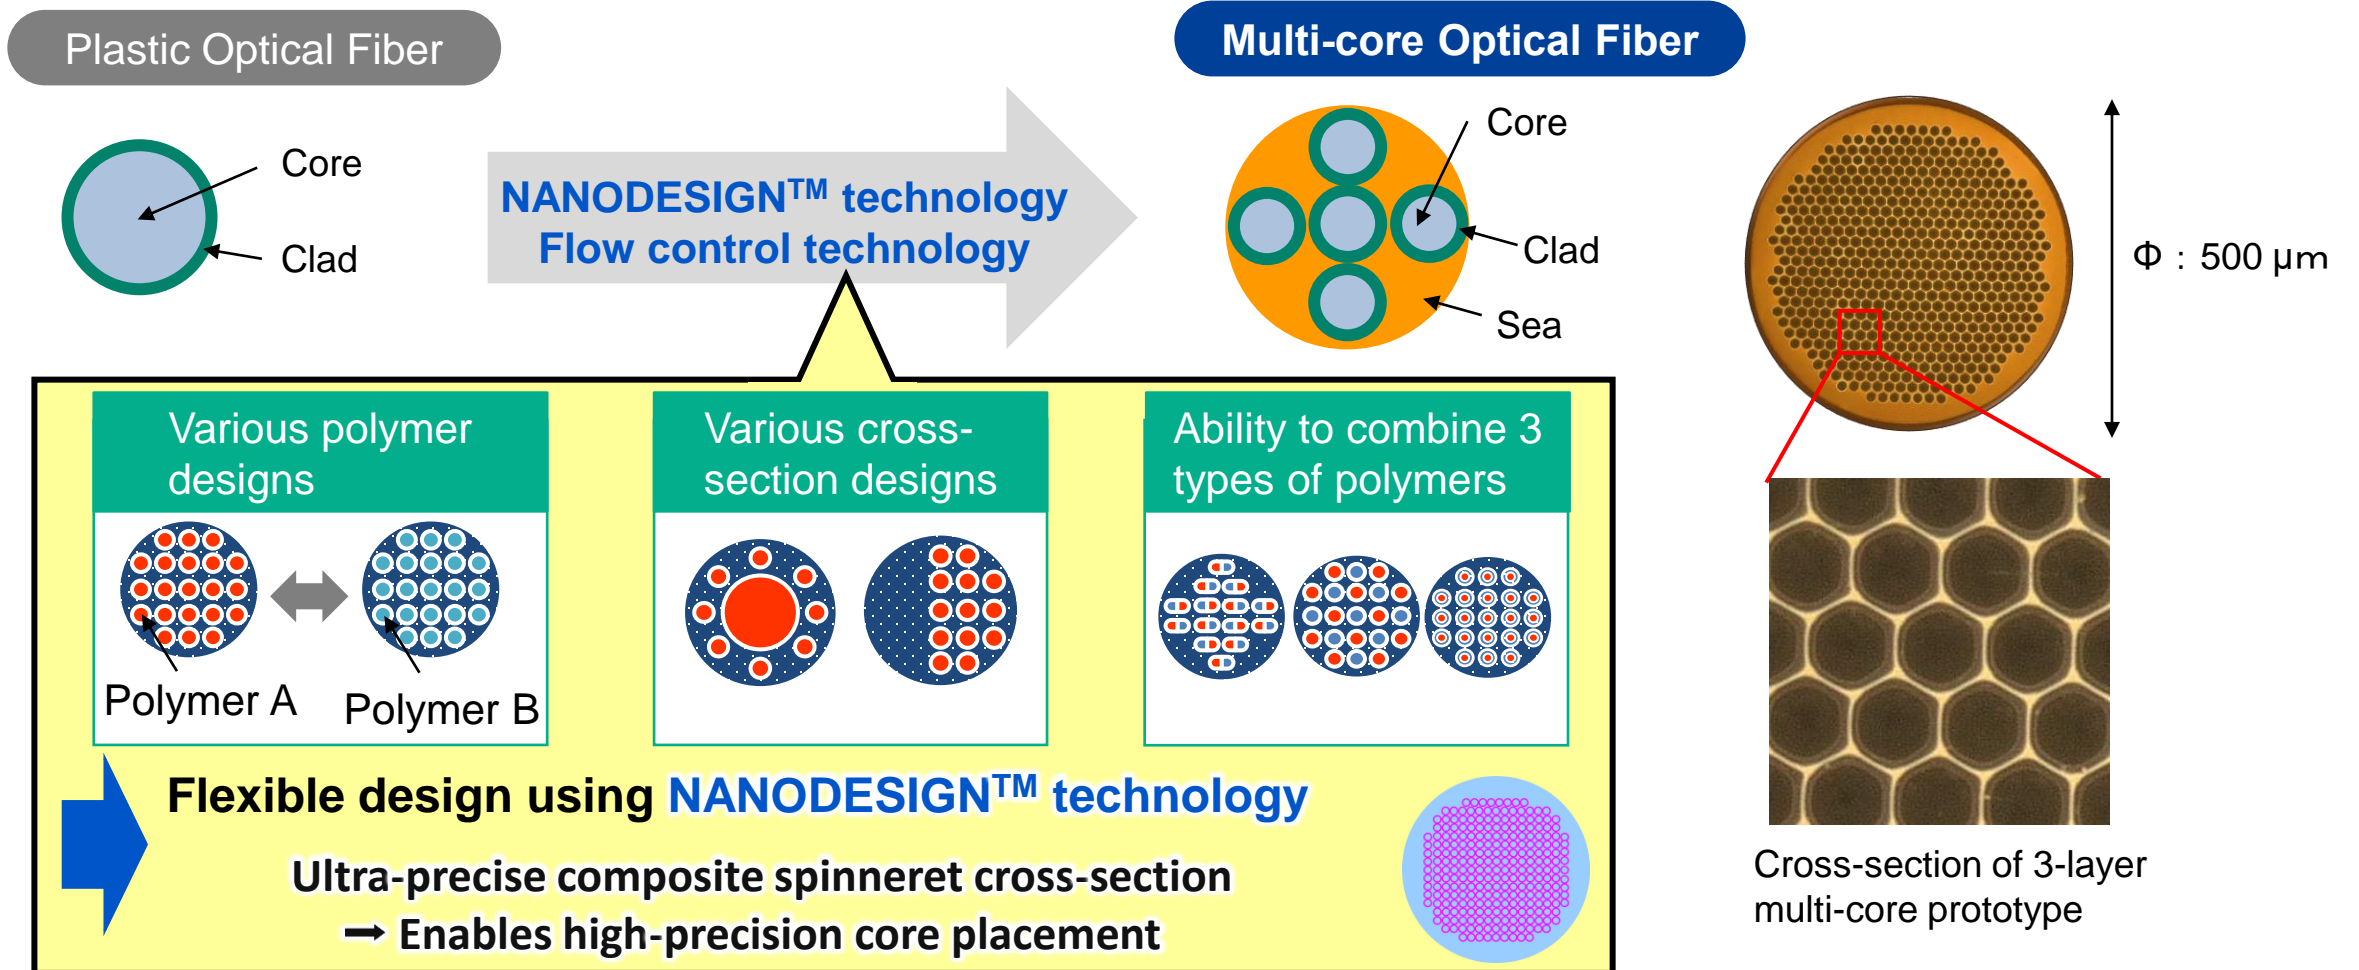 Plastic Optical Fiber
Multi-core Optical Fiber
Core
Clad
NANODESIGN™ technology
Flow control technology
Core
Clad
Sea
Φ : 500 μm
Various polymer
designs
Polymer A
Polymer B
Various cross-
section designs
Ability to combine 3
types of polymers
Flexible design using NANODESIGN™ technology
Ultra-precise composite spinneret cross-section
→ Enables high-precision core placement
Cross-section of 3-layer
multi-core prototype